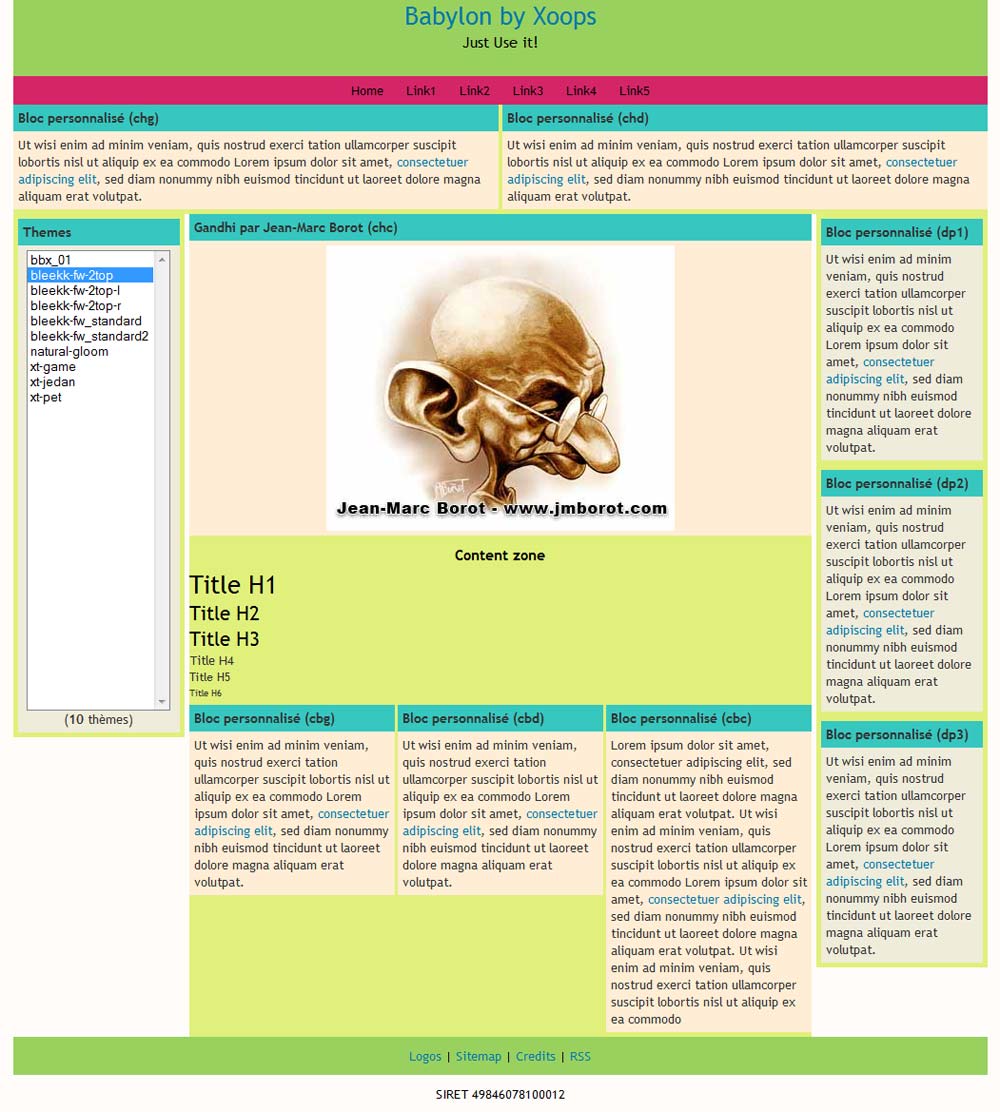 Babylon by Xoops
Just Use it!
Home Link1 Link2 Link3 Link4 Link5
Bloc personnalisé (chg)
Ut wisi enim ad minim veniam, quis nostrud exerci tation ullamcorper suscipit
lobortis nisl ut aliquip ex ea commodo Lorem ipsum dolor sit amet, consectetuer
adipiscing elit, sed diam nonummy nibh euismod tincidunt ut laoreet dolore magna
aliquam erat volutpat.
Bloc personnalisé (chd)
Ut wisi enim ad minim veniam, quis nostrud exerci tation ullamcorper suscipit
lobortis nisl ut aliquip ex ea commodo Lorem ipsum dolor sit amet, consectetuer
adipiscing elit, sed diam nonummy nibh euismod tincidunt ut laoreet dolore magna
aliquam erat volutpat.
Themes
bbx_01
bleekk-fw-2top
bleekk-fw-2top-l
bleekk-fw-2top-r
bleekk-fw_standard
bleekk-fw_standard2
natural-gloom
xt-game
xt-jedan
xt-pet
(10 thèmes)
Gandhi par Jean-Marc Borot (chc)
Jean-Marc Borot - www.jmborot.com
Content zone
Title H1
Title H2
Title H3
Title H4
Title H5
Title H6
Bloc personnalisé (cbg)
Ut wisi enim ad minim veniam,
quis nostrud exerci tation
ullamcorper suscipit lobortis nisl ut
aliquip ex ea commodo Lorem
ipsum dolor sit amet, consectetuer
adipiscing elit, sed diam nonummy
nibh euismod tincidunt ut laoreet
dolore magna aliquam erat
volutpat.
Bloc personnalisé (cbd)
Ut wisi enim ad minim veniam,
quis nostrud exerci tation
ullamcorper suscipit lobortis nisl ut
aliquip ex ea commodo Lorem
ipsum dolor sit amet, consectetuer
adipiscing elit, sed diam nonummy
nibh euismod tincidunt ut laoreet
dolore magna aliquam erat
volutpat.
Bloc personnalisé (cbc)
Lorem ipsum dolor sit amet,
consectetuer adipiscing elit, sed
diam nonummy nibh euismod
tincidunt ut laoreet dolore magna
aliquam erat volutpat. Ut wisi
enim ad minim veniam, quis
nostrud exerci tation ullamcorper
suscipit lobortis nisl ut aliquip ex
ea commodo Lorem ipsum dolor sit
amet, consectetuer adipiscing elit,
sed diam nonummy nibh euismod
tincidunt ut laoreet dolore magna
aliquam erat volutpat. Ut wisi
enim ad minim veniam, quis
nostrud exerci tation ullamcorper
suscipit lobortis nisl ut aliquip ex
ea commodo
Bloc personnalisé (dp1)
Ut wisi enim ad minim
veniam, quis nostrud
exerci tation ullamcorper
suscipit lobortis nisl ut
aliquip ex ea commodo
Lorem ipsum dolor sit
amet, consectetuer
adipiscing elit, sed diam
nonummy nibh euismod
tincidunt ut laoreet dolore
magna aliquam erat
volutpat.
Bloc personnalisé (dp2)
Ut wisi enim ad minim
veniam, quis nostrud
exerci tation ullamcorper
suscipit lobortis nisl ut
aliquip ex ea commodo
Lorem ipsum dolor sit
amet, consectetuer
adipiscing elit, sed diam
nonummy nibh euismod
tincidunt ut laoreet dolore
magna aliquam erat
volutpat.
Bloc personnalisé (dp3)
Ut wisi enim ad minim
veniam, quis nostrud
exerci tation ullamcorper
suscipit lobortis nisl ut
aliquip ex ea commodo
Lorem ipsum dolor sit
amet, consectetuer
adipiscing elit, sed diam
nonummy nibh euismod
tincidunt ut laoreet dolore
magna aliquam erat
volutpat.
Logos | Sitemap | Credits | RSS
SIRET 49846078100012